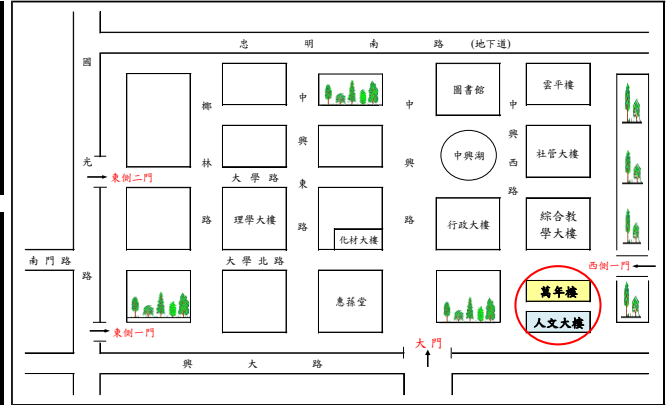 忠明南路 (地下道)
國光路
椰林路
中興東路
中興路
中興西路
圖書館
雲平樓
中興湖
社管大樓
東側二門
大學路
理學大樓
化材大樓
行政大樓
綜合教
學大樓
南門路
大學北路
西側一門
惠蓀堂
萬年樓
人文大樓
東側一門
大門
興大路